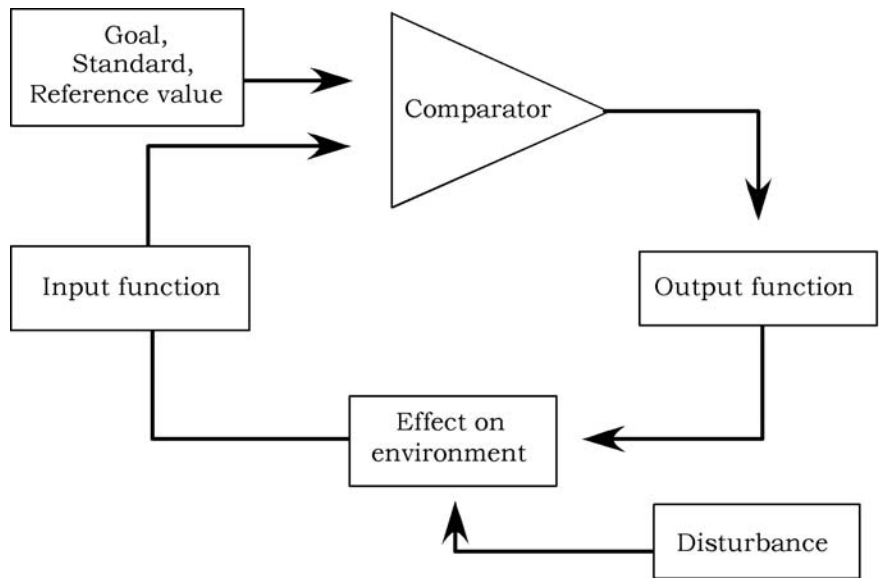 Goal,
Standard,
Reference value
Comparator
Input function
Output function
Effect on
environment
Disturbance